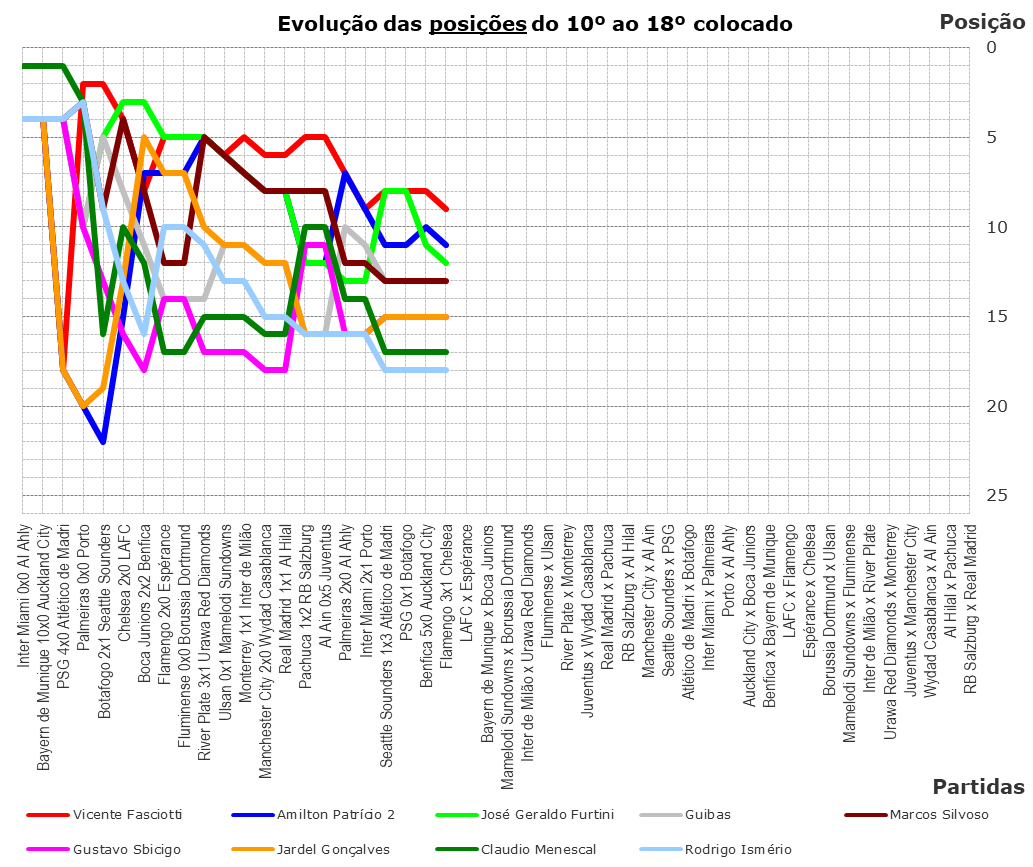 Evolução das posições do 10º ao 18º colocado
Posição
0
5
10
15
20
25
Inter Miami 0x0 Al Ahly
Bayern de Munique 10x0 Auckland City
PSG 4x0 Atlético de Madri
Palmeiras 0x0 Porto
Botafogo 2x1 Seattle Sounders
Chelsea 2x0 LAFC
Boca Juniors 2x2 Benfica
Flamengo 2x0 Espérance
Fluminense 0x0 Borussia Dortmund
River Plate 3x1 Urawa Red Diamonds
Ulsan 0x1 Mamelodi Sundowns
Monterrey 1x1 Inter de Milão
Manchester City 2x0 Wydad Casablanca
Real Madrid 1x1 Al Hilal
Pachuca 1x2 RB Salzburg
Al Ain 0x5 Juventus
Palmeiras 2x0 Al Ahly
Inter Miami 2x1 Porto
Seattle Sounders 1x3 Atlético de Madri
PSG 0x1 Botafogo
Benfica 5x0 Auckland City
Flamengo 3x1 Chelsea
LAFC x Espérance
Bayern de Munique x Boca Juniors
Mamelodi Sundowns x Borussia Dortmund
Inter de Milão x Urawa Red Diamonds
Fluminense x Ulsan
River Plate x Monterrey
Juventus x Wydad Casablanca
Real Madrid x Pachuca
RB Salzburg x Al Hilal
Manchester City x Al Ain
Seattle Sounders x PSG
Atlético de Madri x Botafogo
Inter Miami x Palmeiras
Porto x Al Ahly
Auckland City x Boca Juniors
Benfica x Bayern de Munique
LAFC x Flamengo
Espérance x Chelsea
Borussia Dortmund x Ulsan
Mamelodi Sundowns x Fluminense
Inter de Milão x River Plate
Urawa Red Diamonds x Monterrey
Juventus x Manchester City
Wydad Casablanca x Al Ain
Al Hilal x Pachuca
RB Salzburg x Real Madrid
Partidas
Vicente Fasciotti
Amilton Patrício 2
José Geraldo Furtini
Guibas
Marcos Silvoso
Gustavo Sbicigo
Jardel Gonçalves
Claudio Menescal
Rodrigo Ismério